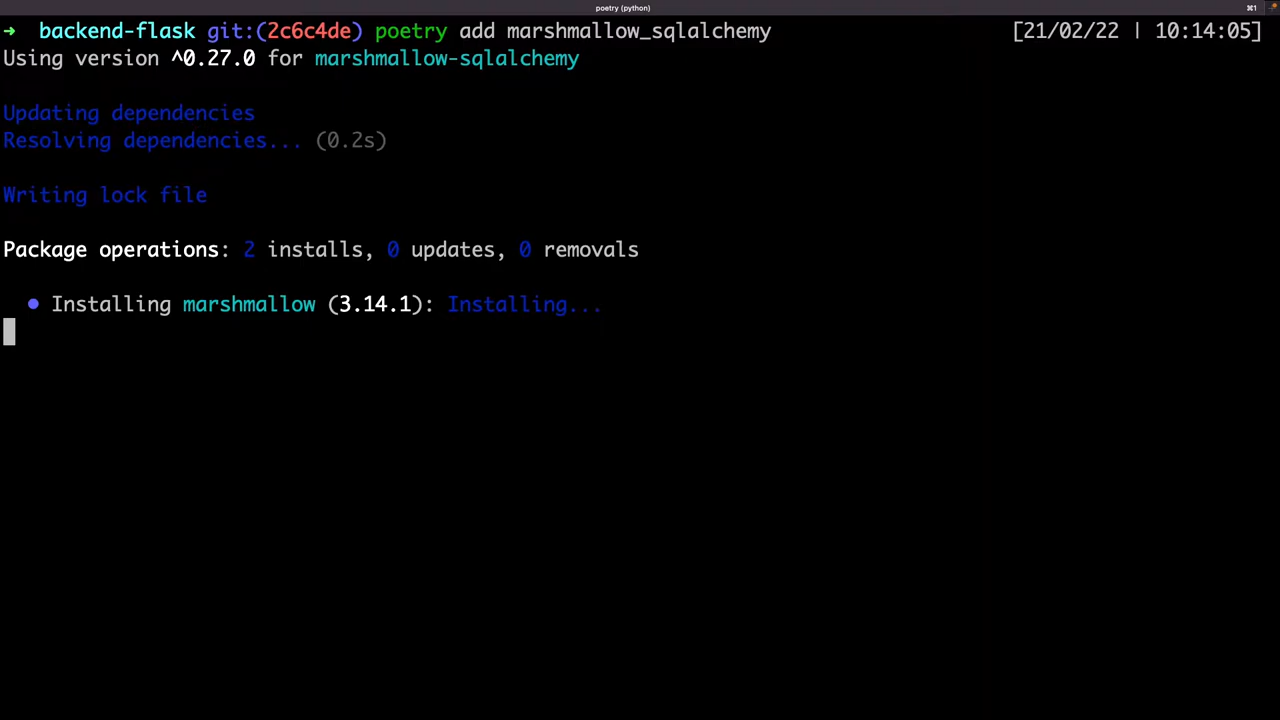 poetry (python)
⌘1
➜ backend-flask git:(2c6c4de) poetry add marshmallow_sqlalchemy [21/02/22 | 10:14:05]
Using version ^0.27.0 for marshmallow-sqlalchemy
Updating dependencies
Resolving dependencies... (0.2s)
Writing lock file
Package operations: 2 installs, 0 updates, 0 removals
• Installing marshmallow (3.14.1): Installing...